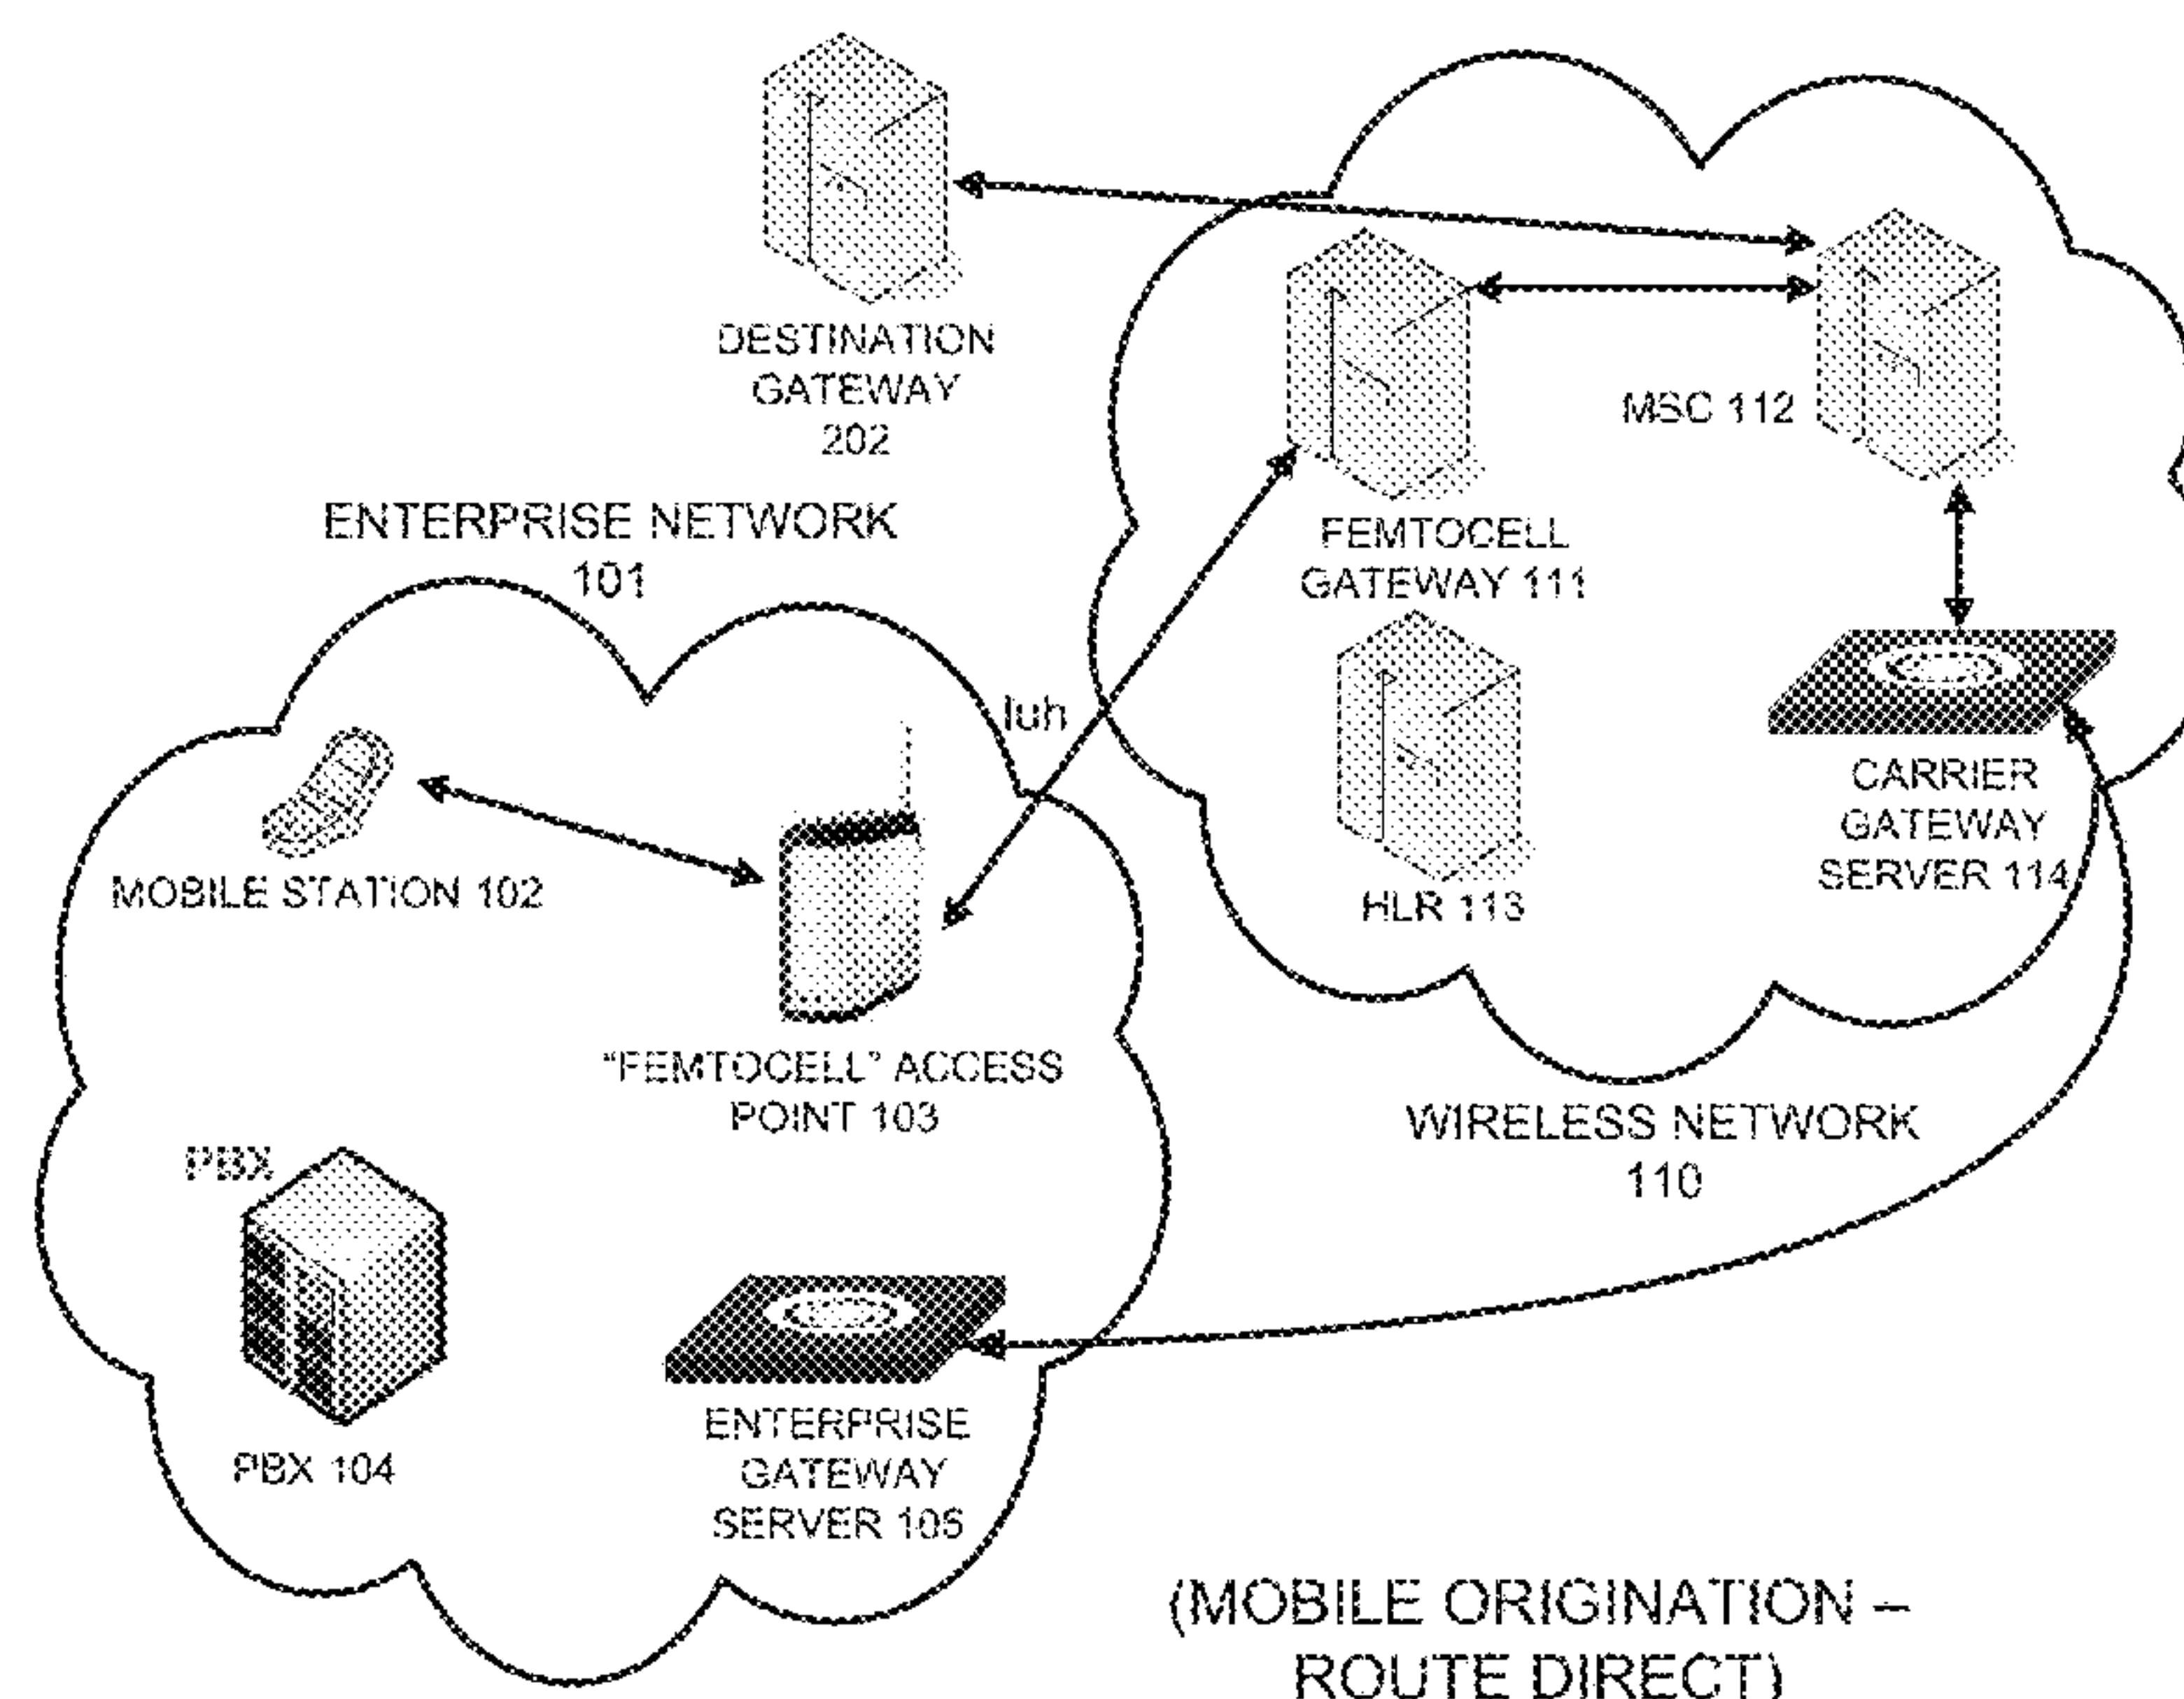 DESTINATION
GATEWAY
202
MSC 112
ENTERPRISE NETWORK
101
FEMTOCELL
GATEWAY 111
Iuh
CARRIER
GATEWAY
SERVER 114
MOBILE STATION 102
HLR 113
"FEMTOCELL" ACCESS
POINT 103
WIRELESS NETWORK
110
PBX
ENTERPRISE
GATEWAY
SERVER 105
PBX 104
(MOBILE ORIGINATION –
ROUTE DIRECT)